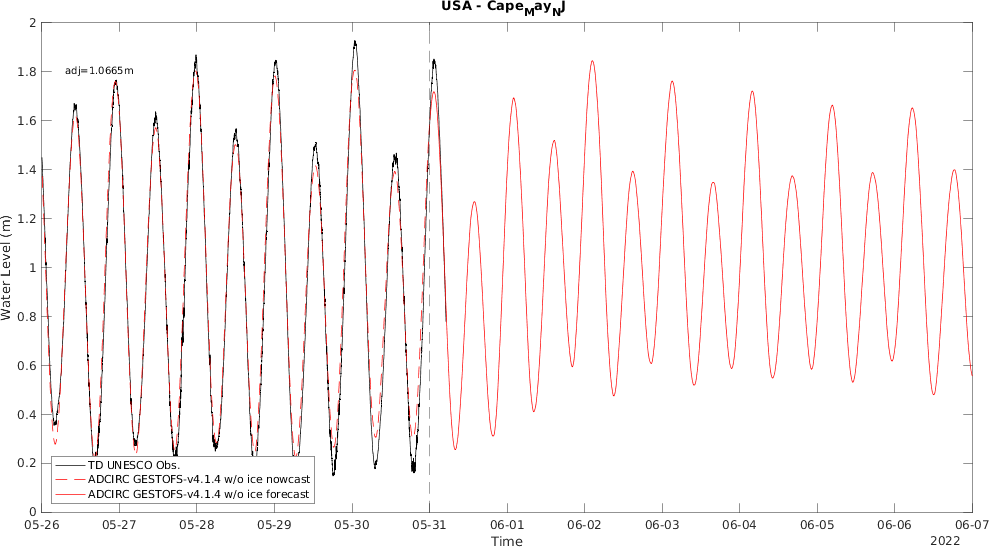 USA - CapeMayNJ
adj=1.0665m
2
1.8
1.6
1.4
1.2
1
0.8
0.6
0.4
0.2
0
Water Level (m)
TD UNESCO Obs.
ADCIRC GESTOFS-v4.1.4 w/o ice nowcast
ADCIRC GESTOFS-v4.1.4 w/o ice forecast
05-26 05-27 05-28 05-29 05-30 05-31 06-01 06-02 06-03 06-04 06-05 06-06 06-07
Time
2022